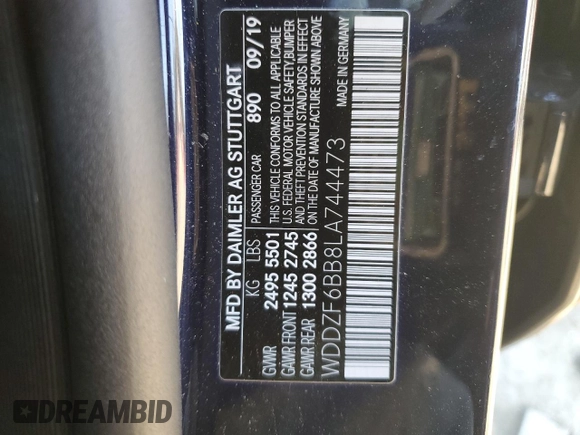 MFD BY DAIMLER AG STUTTGART
KG LBS
GVWR 2495 5501
GAWR FRONT 1245 2745
GAWR REAR 1300 2866
PASSENGER CAR 890 09/19
THIS VEHICLE CONFORMS TO ALL APPLICABLE
U.S. FEDERAL MOTOR VEHICLE SAFETY, BUMPER
AND THEFT PREVENTION STANDARDS IN EFFECT
ON THE DATE OF MANUFACTURE SHOWN ABOVE
WDDZF6BB8LA744473
MADE IN GERMANY
DREAMBID